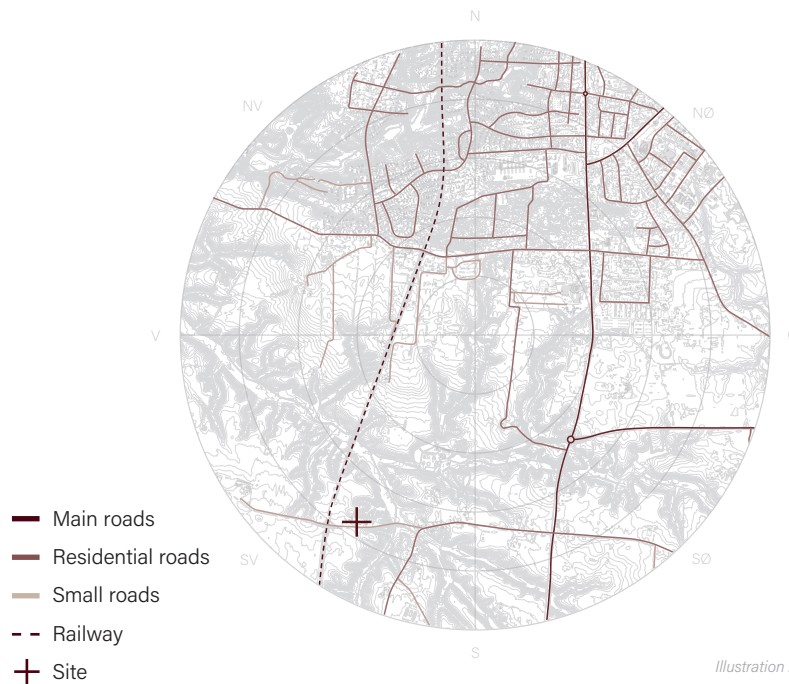 N
NV
NØ
V
Main roads
Residential roads
Small roads
Railway
Site
SV
SØ
S
Illustration